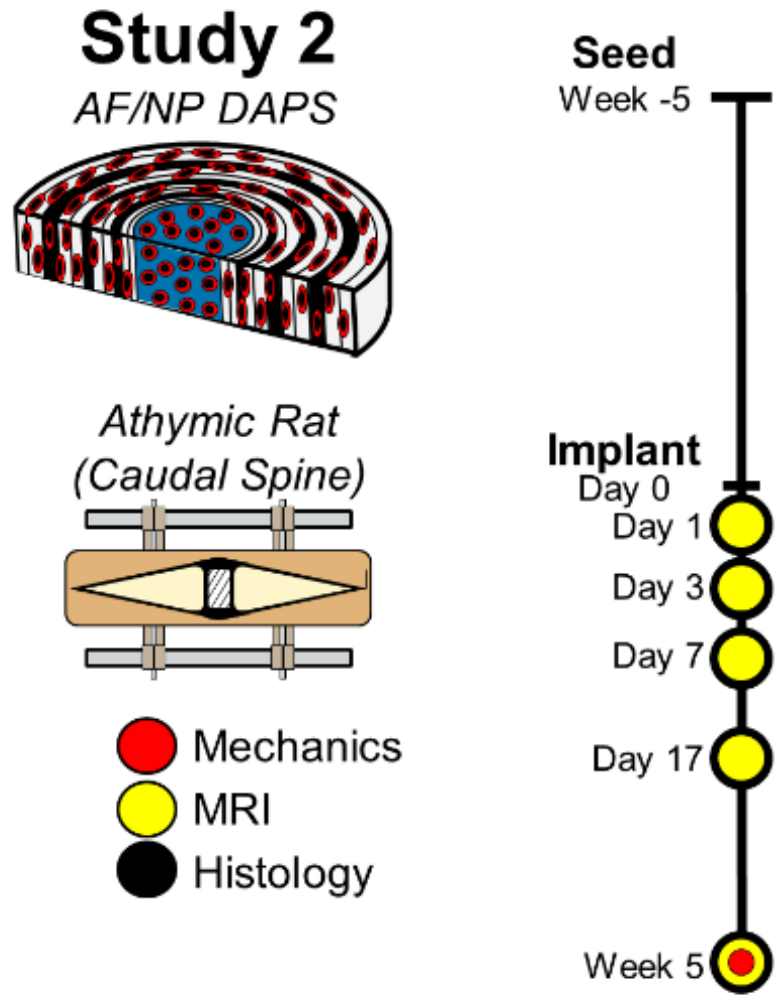 Study 2
AF/NP DAPS
Athymic Rat
(Caudal Spine)
Mechanics
MRI
Histology
Seed
Week -5
Implant
Day 0
Day 1
Day 3
Day 7
Day 17
Week 5